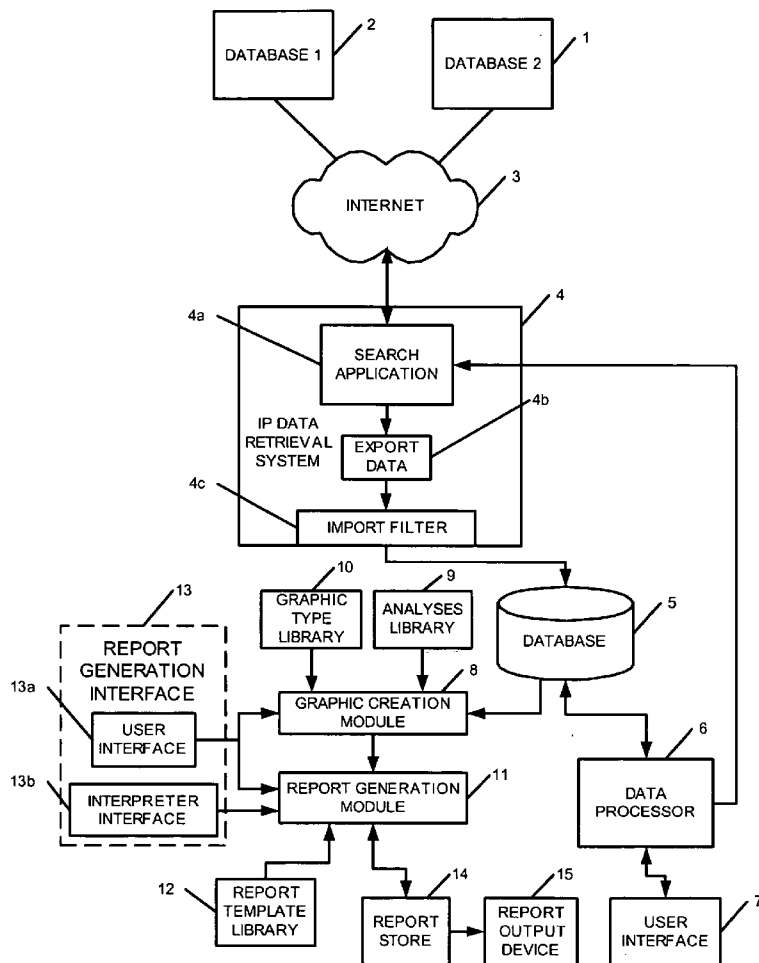 2
1
DATABASE 1
DATABASE 2
3
INTERNET
4
4a
SEARCH
APPLICATION
4b
IP DATA
RETRIEVAL
SYSTEM
EXPORT
DATA
4c
IMPORT FILTER
10
9
GRAPHIC
TYPE
LIBRARY
ANALYSES
LIBRARY
5
DATABASE
13
REPORT
GENERATION
INTERFACE
8
GRAPHIC CREATION
MODULE
13a
USER
INTERFACE
6
DATA
PROCESSOR
13b
INTERPRETER
INTERFACE
11
REPORT GENERATION
MODULE
12
REPORT
TEMPLATE
LIBRARY
14
REPORT
STORE
15
REPORT
OUTPUT
DEVICE
USER
INTERFACE
7